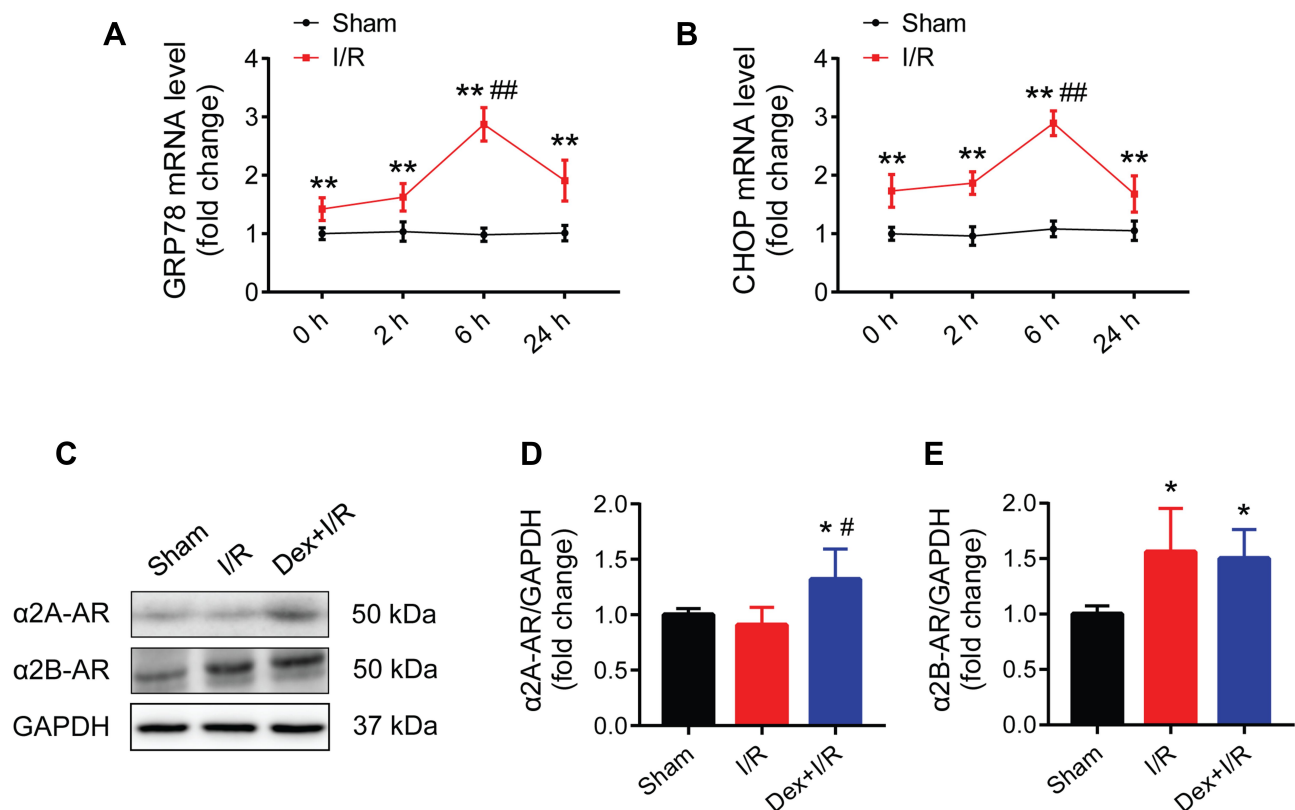 A
Sham
I/R
GRP78 mRNA level
(fold change)
4
3
2
1
0
**
**
** ##
**
0 h
2 h
6 h
24 h
B
Sham
I/R
CHOP mRNA level
(fold change)
4
3
2
1
0
**
**
** ##
**
0 h
2 h
6 h
24 h
C
Sham
I/R
Dex+I/R
α2A-AR
50 kDa
α2B-AR
50 kDa
GAPDH
37 kDa
D
α2A-AR/GAPDH
(fold change)
2.0
1.5
1.0
0.5
0.0
* #
Sham
I/R
Dex+I/R
E
α2B-AR/GAPDH
(fold change)
2.0
1.5
1.0
0.5
0.0
*
*
Sham
I/R
Dex+I/R